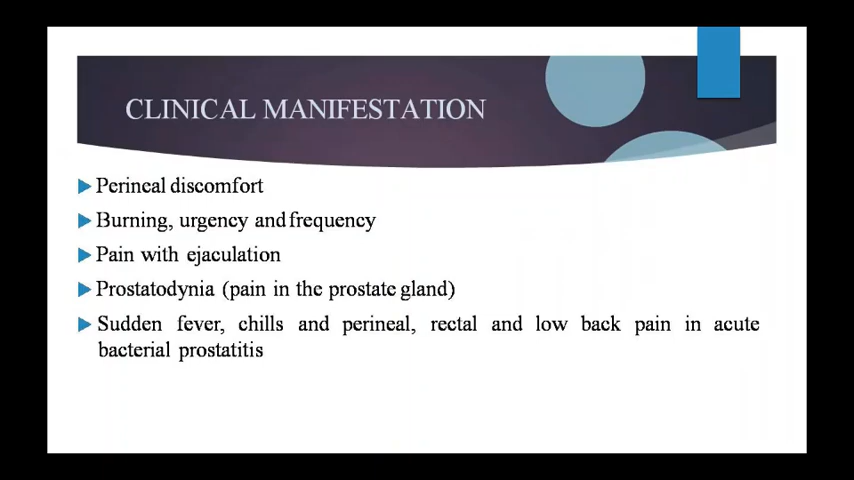 CLINICAL MANIFESTATION
Perineal discomfort
Burning, urgency and frequency
Pain with ejaculation
Prostatodynia (pain in the prostate gland)
Sudden fever, chills and perineal, rectal and low back pain in acute
bacterial prostatitis